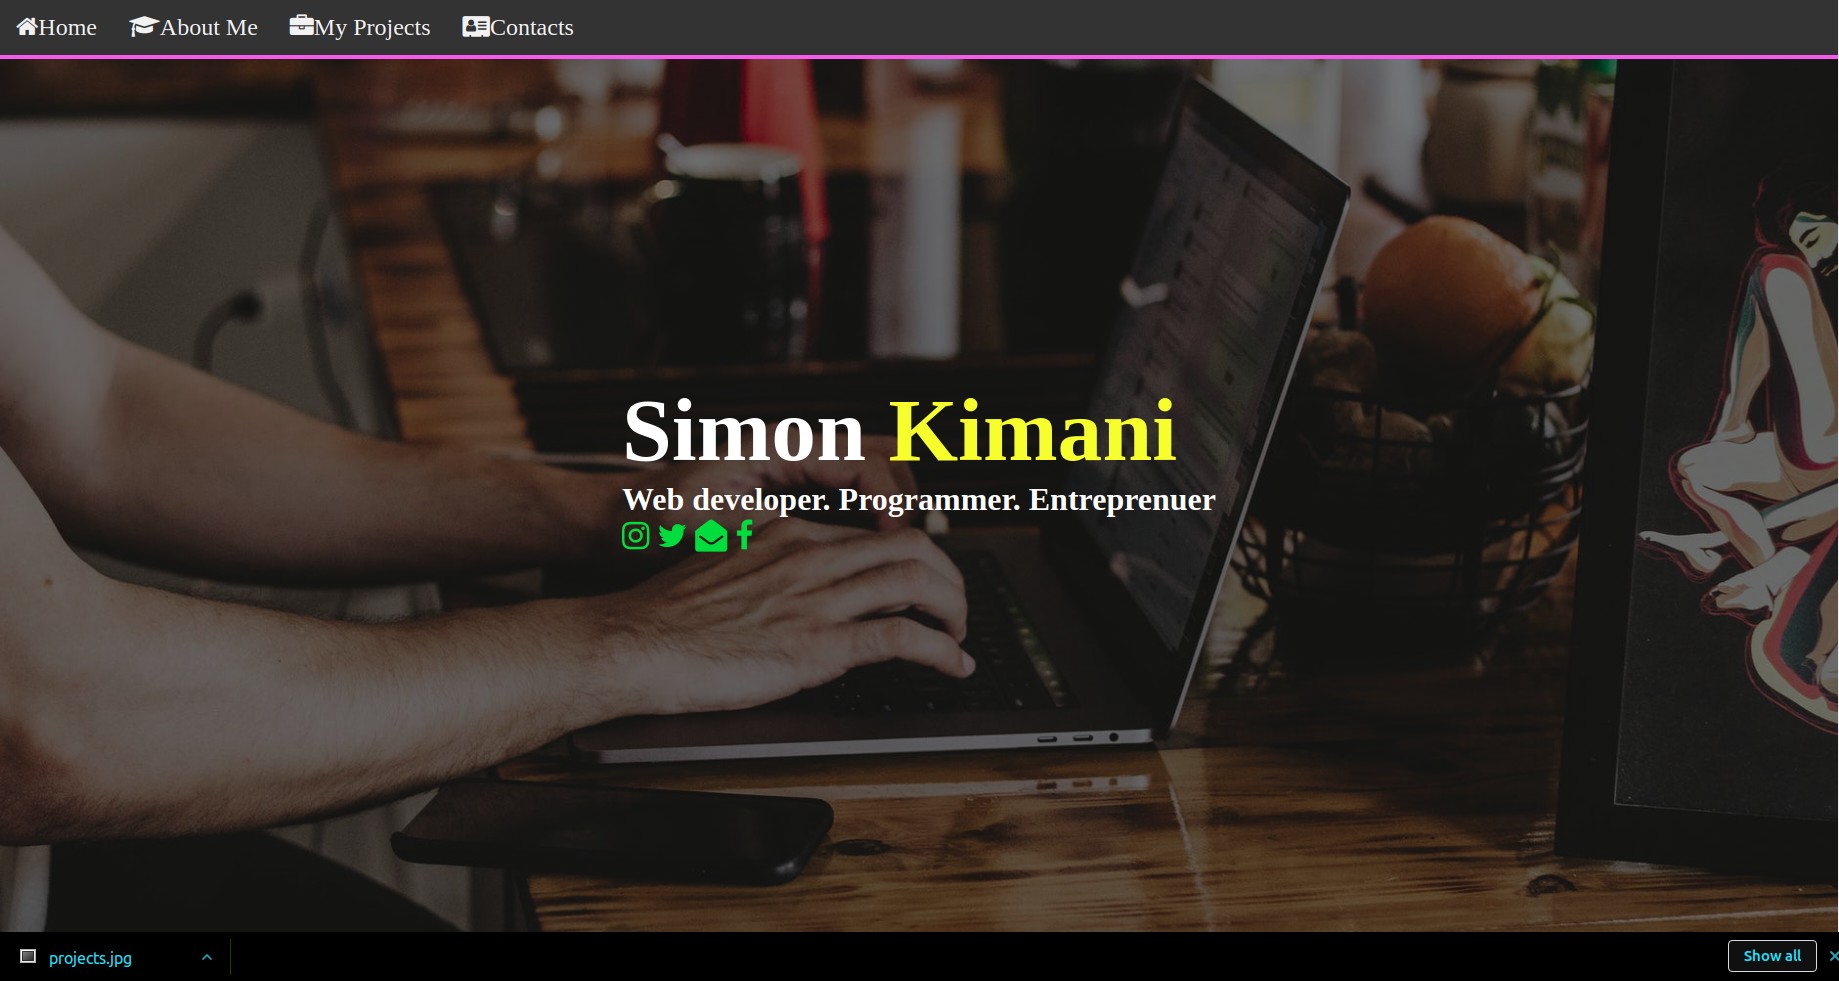 Home About Me My Projects Contacts
Simon Kimani
Web developer. Programmer. Entreprenuer
projects.jpg Show all